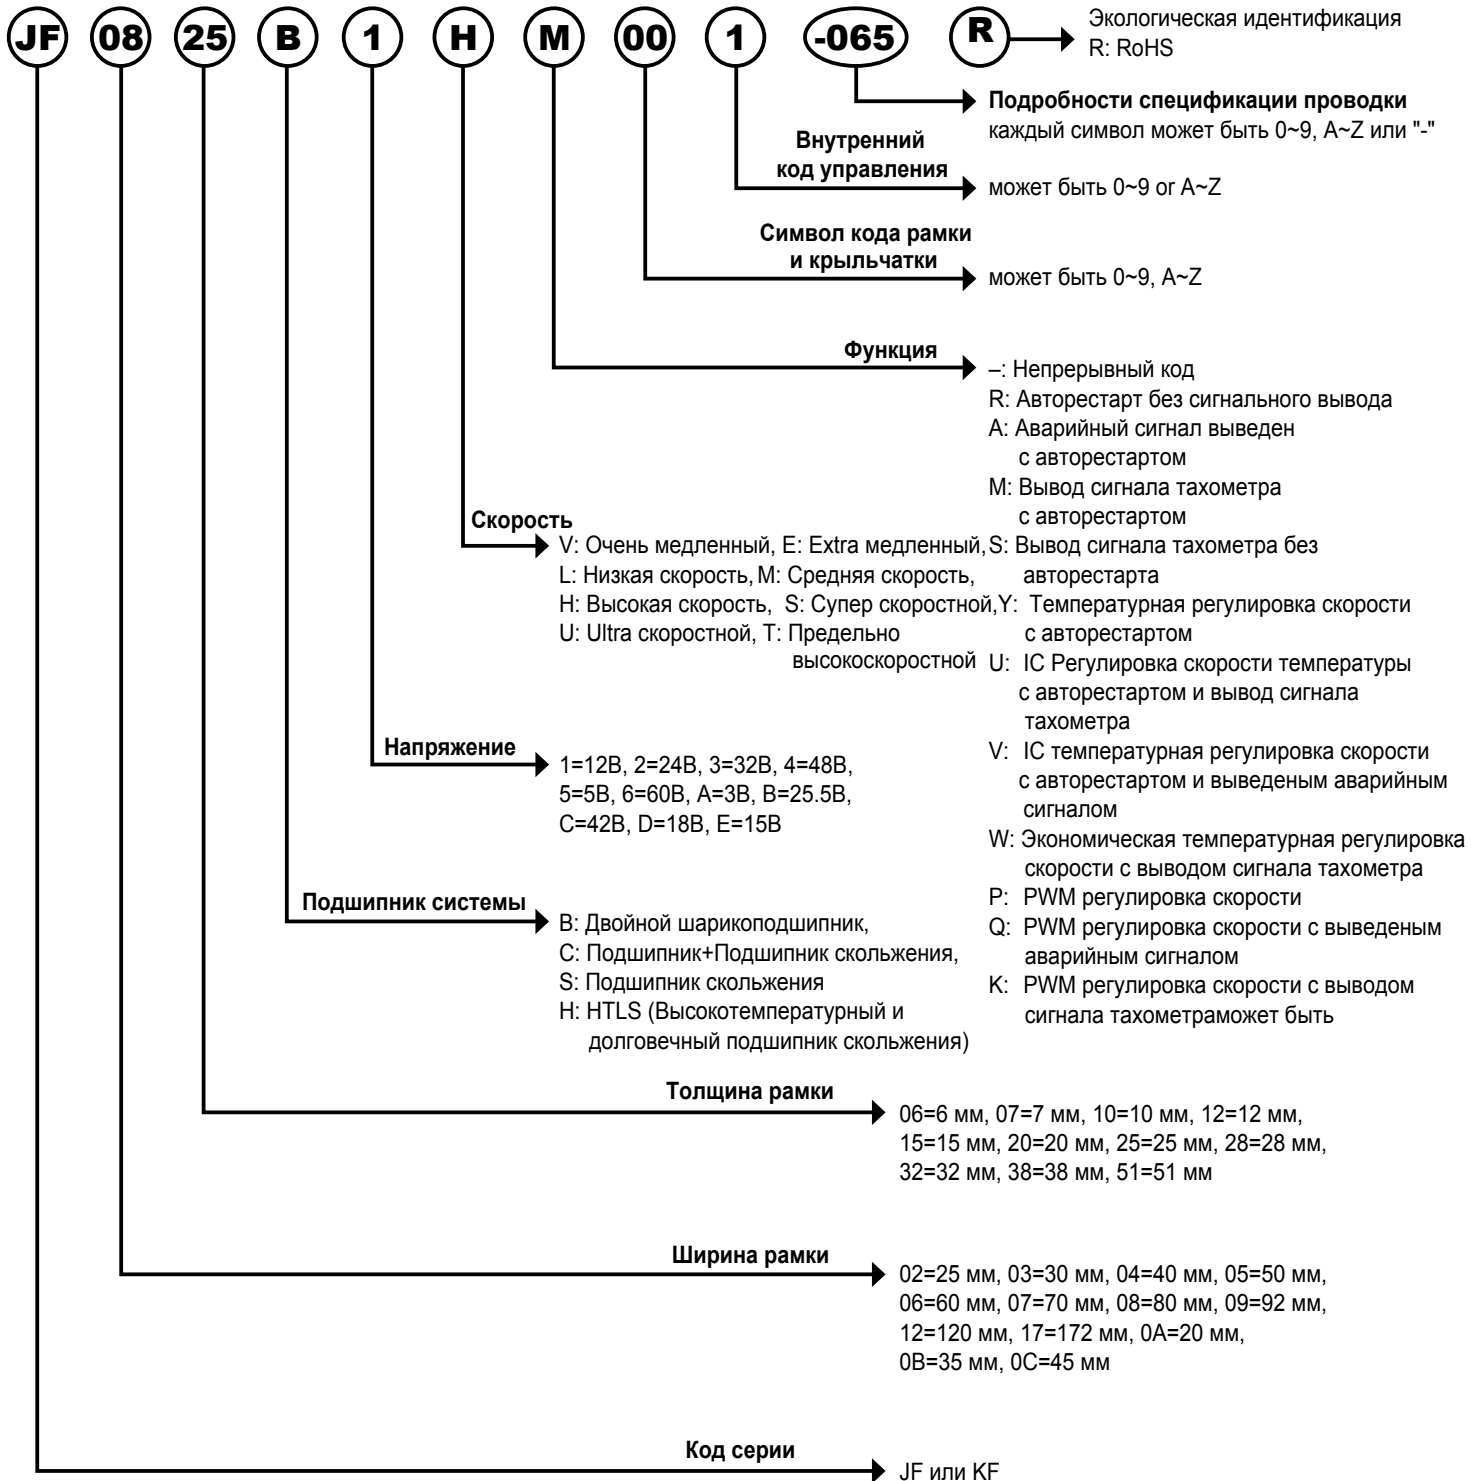 JF 08 25 B 1 H M 00 1 -065 R
Экологическая идентификация
R: RoHS
Подробности спецификации проводки
каждый символ может быть 0~9, A~Z или "-"
Внутренний
код управления
может быть 0~9 or A~Z
Символ кода рамки
и крыльчатки
может быть 0~9, A~Z
Функция
–: Непрерывный код
R: Авторестарт без сигнального вывода
A: Аварийный сигнал выведен
с авторестартом
M: Вывод сигнала тахометра
с авторестартом
S: Вывод сигнала тахометра без
авторестарта
Y: Температурная регулировка скорости
с авторестартом
U: IC Регулировка скорости температуры
с авторестартом и вывод сигнала
тахометра
V: IC температурная регулировка скорости
с авторестартом и выведеным аварийным
сигналом
W: Экономическая температурная регулировка
скорости с выводом сигнала тахометра
P: PWM регулировка скорости
Q: PWM регулировка скорости с выведеным
аварийным сигналом
K: PWM регулировка скорости с выводом
сигнала тахометраможет быть
Скорость
V: Очень медленный, E: Extra медленный,
L: Низкая скорость, M: Средняя скорость,
H: Высокая скорость, S: Супер скоростной,
U: Ultra скоростной, T: Предельно
высокоскоростной
Напряжение
1=12В, 2=24В, 3=32В, 4=48В,
5=5В, 6=60В, A=3В, B=25.5В,
C=42В, D=18В, E=15В
Подшипник системы
B: Двойной шарикоподшипник,
C: Подшипник+Подшипник скольжения,
S: Подшипник скольжения
H: HTLS (Высокотемпературный и
долговечный подшипник скольжения)
Толщина рамки
06=6 мм, 07=7 мм, 10=10 мм, 12=12 мм,
15=15 мм, 20=20 мм, 25=25 мм, 28=28 мм,
32=32 мм, 38=38 мм, 51=51 мм
Ширина рамки
02=25 мм, 03=30 мм, 04=40 мм, 05=50 мм,
06=60 мм, 07=70 мм, 08=80 мм, 09=92 мм,
12=120 мм, 17=172 мм, 0A=20 мм,
0B=35 мм, 0C=45 мм
Код серии
JF или KF